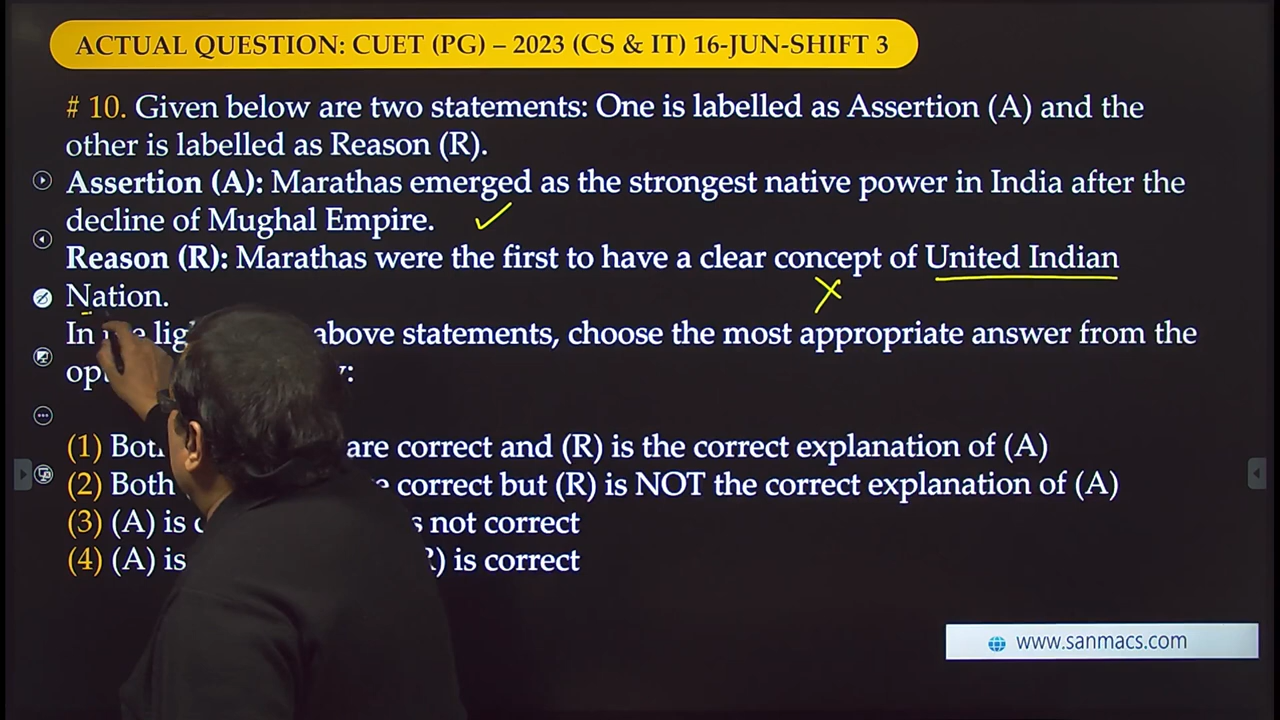 ACTUAL QUESTION: CUET (PG) – 2023 (CS & IT) 16-JUN-SHIFT 3
# 10. Given below are two statements: One is labelled as Assertion (A) and the
other is labelled as Reason (R).
Assertion (A): Marathas emerged as the strongest native power in India after the
decline of Mughal Empire.
Reason (R): Marathas were the first to have a clear concept of United Indian
Nation.
In above statements, choose the most appropriate answer from the
(1) are correct and (R) is the correct explanation of (A)
(2) Both correct but (R) is NOT the correct explanation of (A)
(3) (A) is not correct
(4) (A) is is correct
www.sanmacs.com